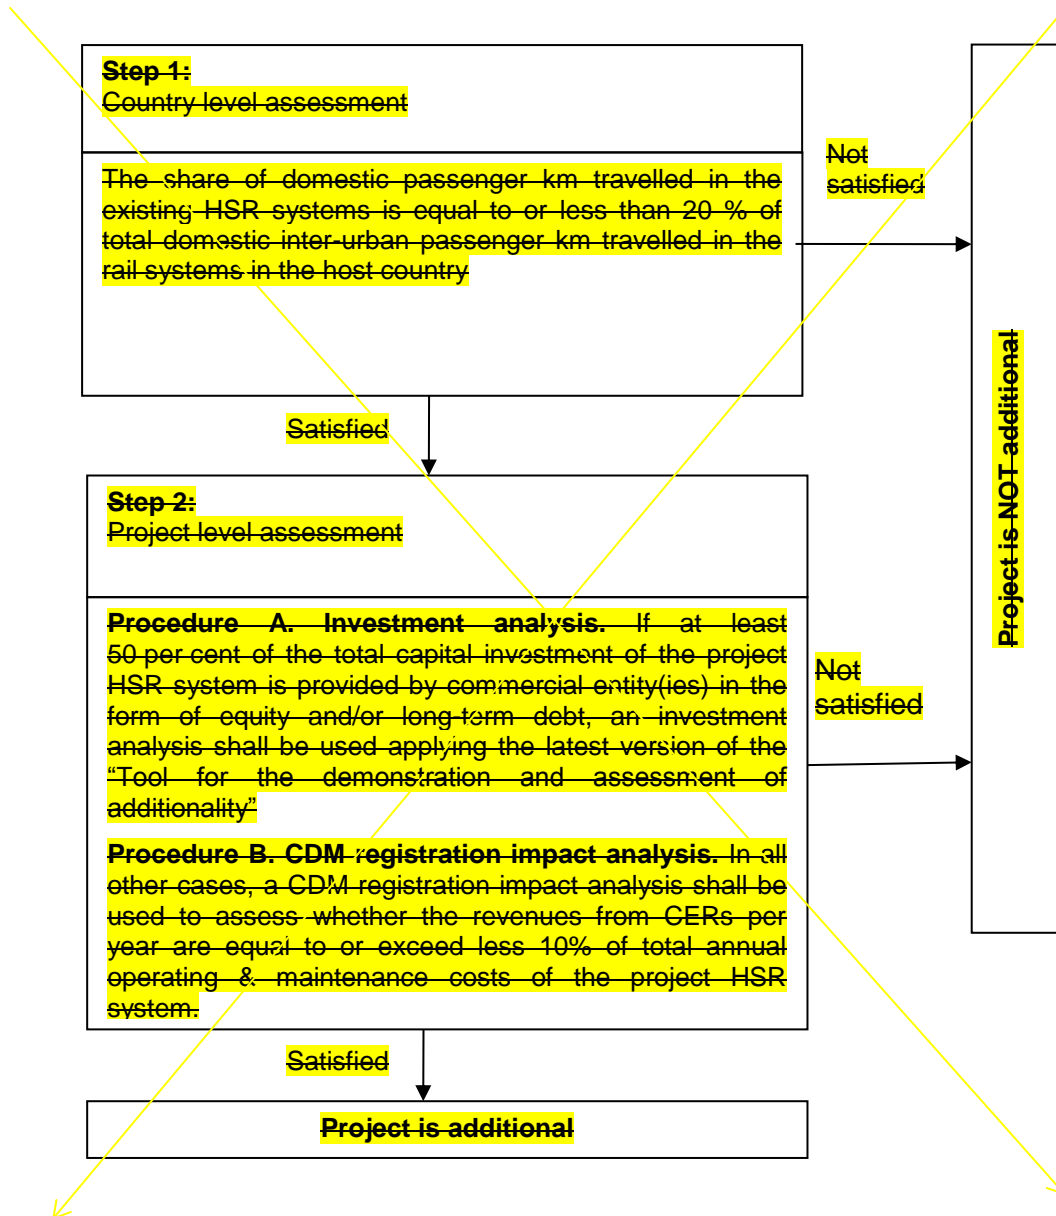 Step 1:
Country level assessment
The share of domestic passenger km travelled in the
existing HSR systems is equal to or less than 20 % of
total domestic inter-urban passenger km travelled in the
rail systems in the host country
Not
satisfied
Satisfied
Step 2:
Project level assessment
Procedure A. Investment analysis. If at least
50 per cent of the total capital investment of the project
HSR system is provided by commercial entity(ies) in the
form of equity and/or long-term debt, an investment
analysis shall be used applying the latest version of the
“Tool for the demonstration and assessment of
additionality”
Procedure B. CDM registration impact analysis. In all
other cases, a CDM registration impact analysis shall be
used to assess whether the revenues from CERs per
year are equal to or exceed less 10% of total annual
operating & maintenance costs of the project HSR
system.
Not
satisfied
Satisfied
Project is additional
Project is NOT additional